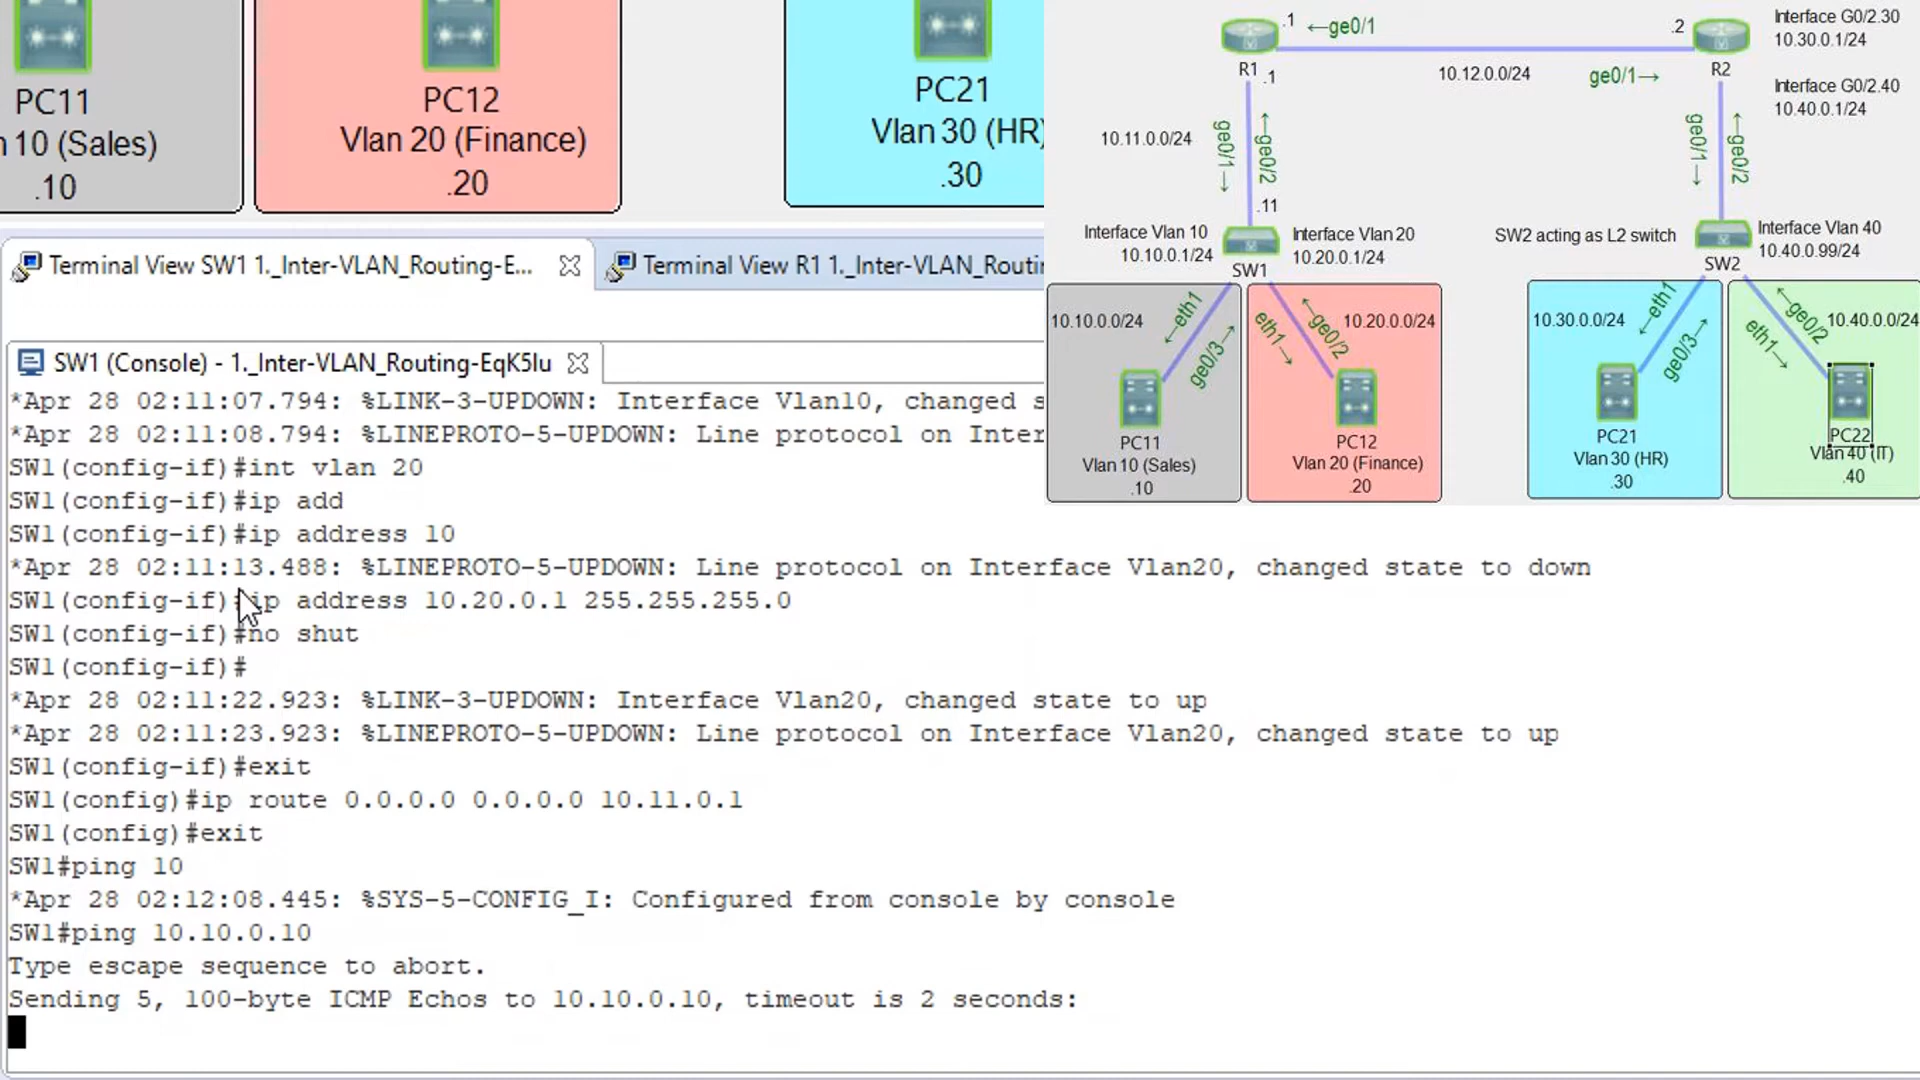 PC11
n 10 (Sales)
.10
PC12
Vlan 20 (Finance)
.20
PC21
Vlan 30 (HR)
.30
.1
←ge0/1
.2
Interface G0/2.30
10.30.0.1/24
R1
.1
10.12.0.0/24
ge0/1→
R2
Interface G0/2.40
10.40.0.1/24
10.11.0.0/24
ge0/1→
←ge0/2
ge0/1→
←ge0/2
.11
Interface Vlan 10
10.10.0.1/24
SW1
Interface Vlan 20
10.20.0.1/24
SW2 acting as L2 switch
SW2
Interface Vlan 40
10.40.0.99/24
10.10.0.0/24
←eth1
ge0/3→
eth1→
←ge0/2
10.20.0.0/24
10.30.0.0/24
←eth1
ge0/3→
eth1→
←ge0/2
10.40.0.0/24
PC11
Vlan 10 (Sales)
.10
PC12
Vlan 20 (Finance)
.20
PC21
Vlan 30 (HR)
.30
PC22
Vlan 40 (IT)
.40
Terminal View SW1 1._Inter-VLAN_Routing-E...
Terminal View R1 1._Inter-VLAN_Routi
SW1 (Console) - 1._Inter-VLAN_Routing-EqK5lu
*Apr 28 02:11:07.794: %LINK-3-UPDOWN: Interface Vlan10, changed s
*Apr 28 02:11:08.794: %LINEPROTO-5-UPDOWN: Line protocol on Inter
SW1(config-if)#int vlan 20
SW1(config-if)#ip add
SW1(config-if)#ip address 10
*Apr 28 02:11:13.488: %LINEPROTO-5-UPDOWN: Line protocol on Interface Vlan20, changed state to down
SW1(config-if)#ip address 10.20.0.1 255.255.255.0
SW1(config-if)#no shut
SW1(config-if)#
*Apr 28 02:11:22.923: %LINK-3-UPDOWN: Interface Vlan20, changed state to up
*Apr 28 02:11:23.923: %LINEPROTO-5-UPDOWN: Line protocol on Interface Vlan20, changed state to up
SW1(config-if)#exit
SW1(config)#ip route 0.0.0.0 0.0.0.0 10.11.0.1
SW1(config)#exit
SW1#ping 10
*Apr 28 02:12:08.445: %SYS-5-CONFIG_I: Configured from console by console
SW1#ping 10.10.0.10
Type escape sequence to abort.
Sending 5, 100-byte ICMP Echos to 10.10.0.10, timeout is 2 seconds: